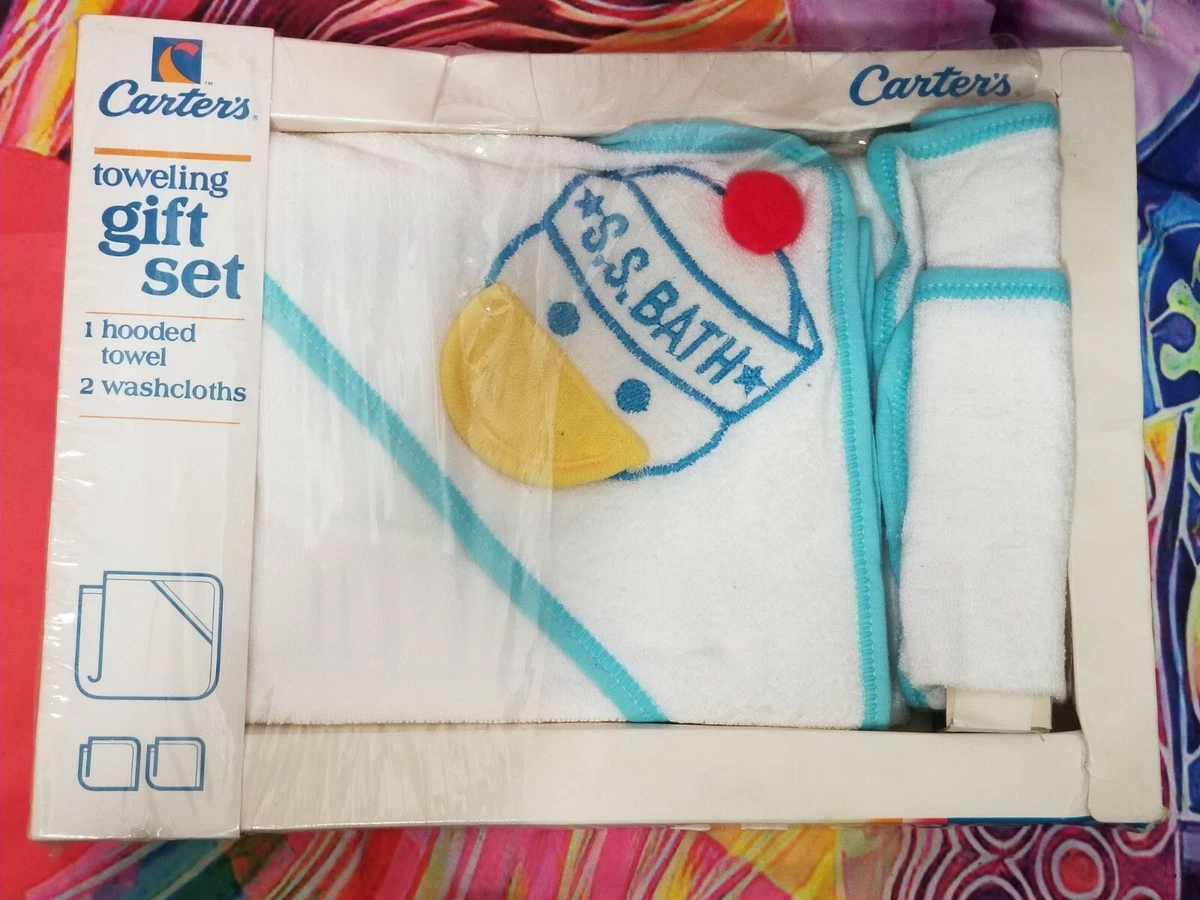 Carter's
toweling
gift
set
1 hooded
towel
2 washcloths
Carter's
★S.S. BATH★